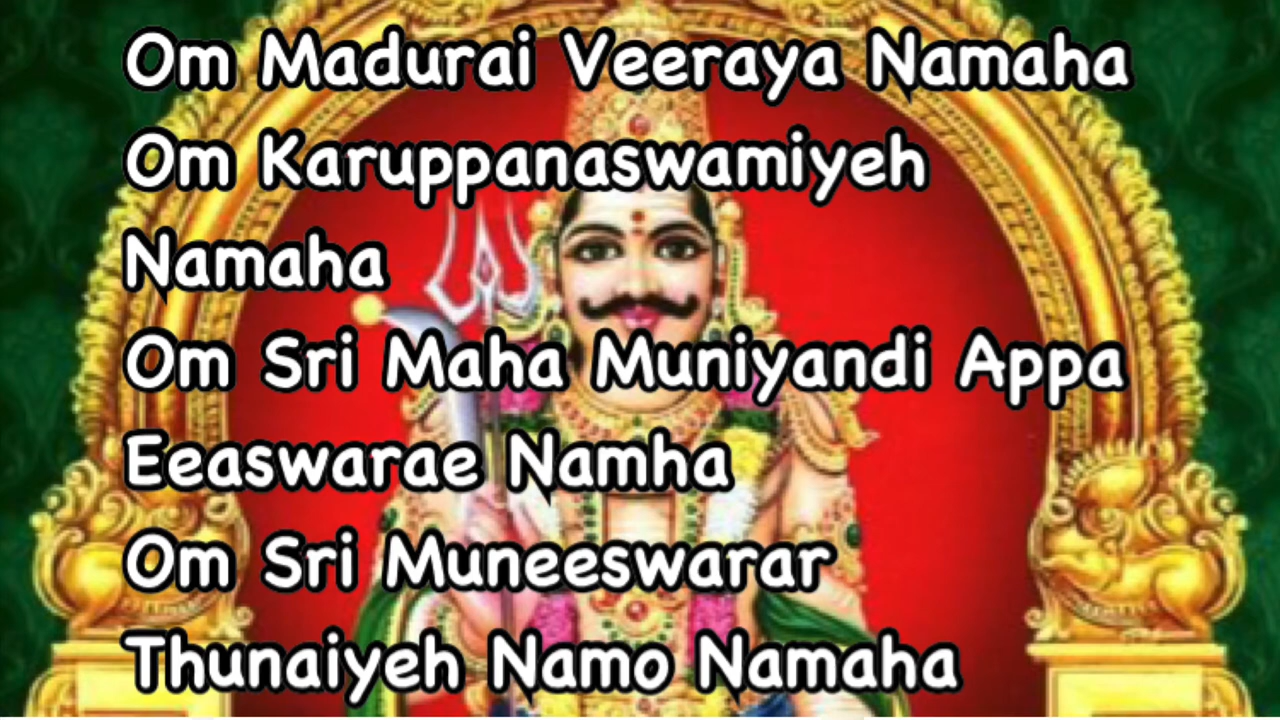 Om Madurai Veeraya Namaha
Om Karuppanaswamiyeh
Namaha
Om Sri Maha Muniyandi Appa
Eeaswarae Namha
Om Sri Muneeswarar
Thunaiyeh Namo Namaha